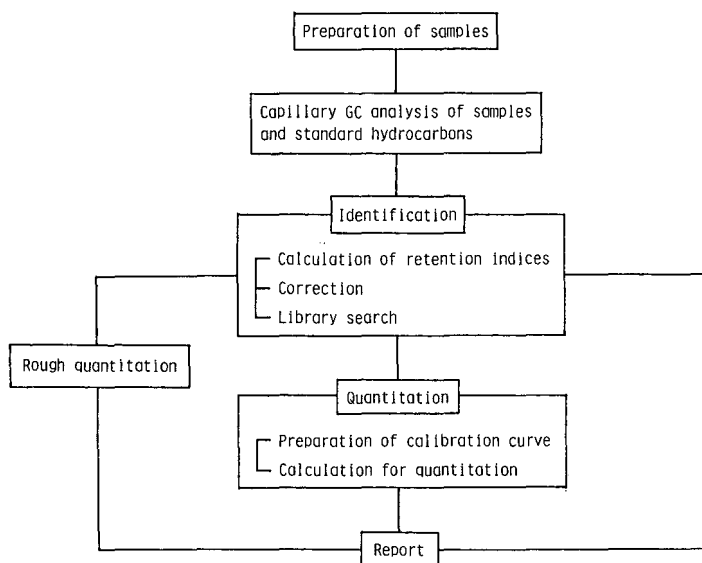 Preparation of samples
Capillary GC analysis of samples
and standard hydrocarbons
Identification
Calculation of retention indices
Correction
Library search
Rough quantitation
Quantitation
Preparation of calibration curve
Calculation for quantitation
Report